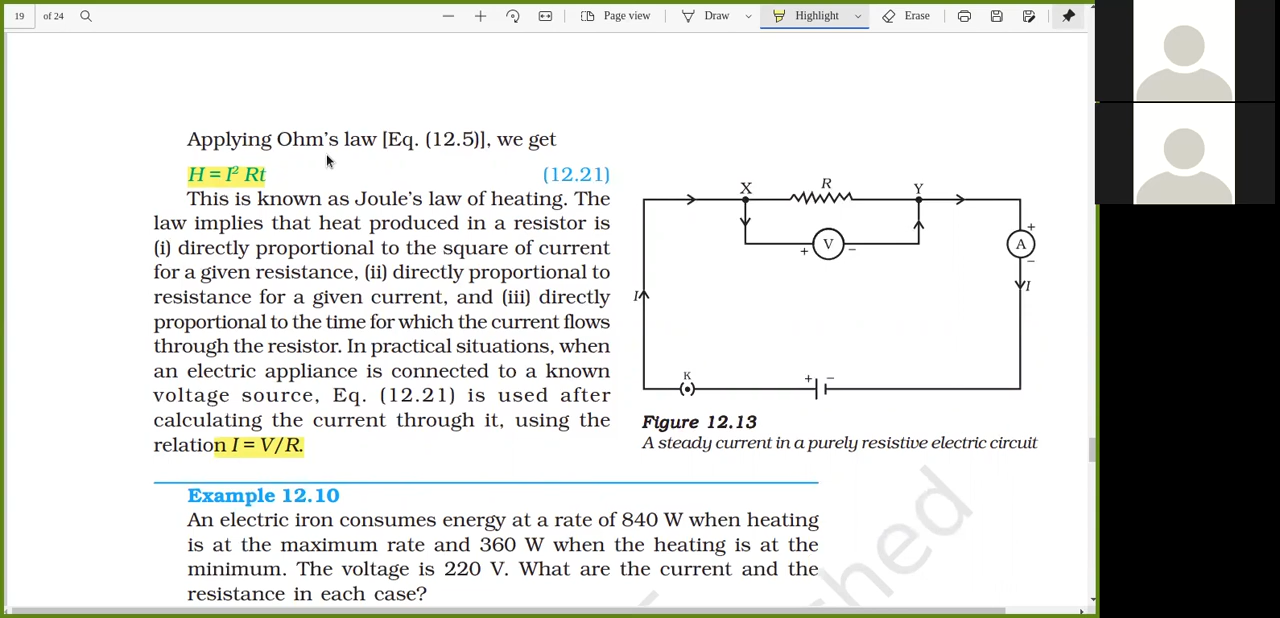 19 of 24 Page view Draw Highlight Erase
Applying Ohm's law [Eq. (12.5)], we get
H = I² Rt (12.21)
This is known as Joule's law of heating. The
law implies that heat produced in a resistor is
(i) directly proportional to the square of current
for a given resistance, (ii) directly proportional to
resistance for a given current, and (iii) directly
proportional to the time for which the current flows
through the resistor. In practical situations, when
an electric appliance is connected to a known
voltage source, Eq. (12.21) is used after
calculating the current through it, using the
relation I = V/R.
X R Y
+ V −
+
A
−
I
I
K
+ −
Figure 12.13
A steady current in a purely resistive electric circuit
Example 12.10
An electric iron consumes energy at a rate of 840 W when heating
is at the maximum rate and 360 W when the heating is at the
minimum. The voltage is 220 V. What are the current and the
resistance in each case?
shed